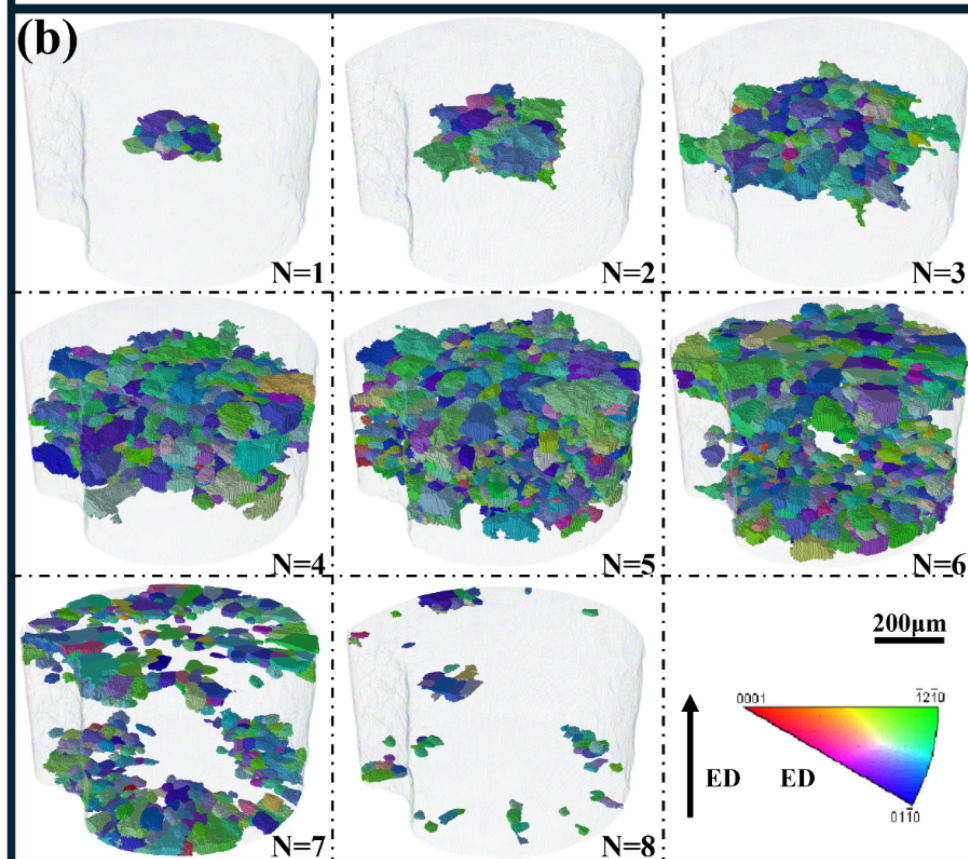 (b)
N=1
N=2
N=3
N=4
N=5
N=6
N=7
N=8
200μm
0001
1̅21̅0
ED
ED
011̅0